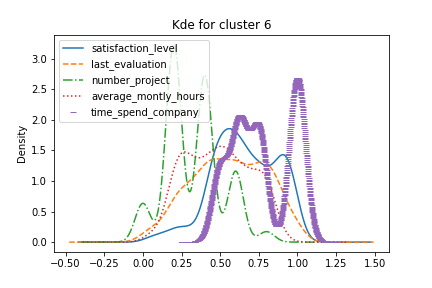 Kde for cluster 6
satisfaction_level
last_evaluation
number_project
average_montly_hours
time_spend_company
Density
3.0
2.5
2.0
1.5
1.0
0.5
0.0
−0.50 −0.25 0.00 0.25 0.50 0.75 1.00 1.25 1.50